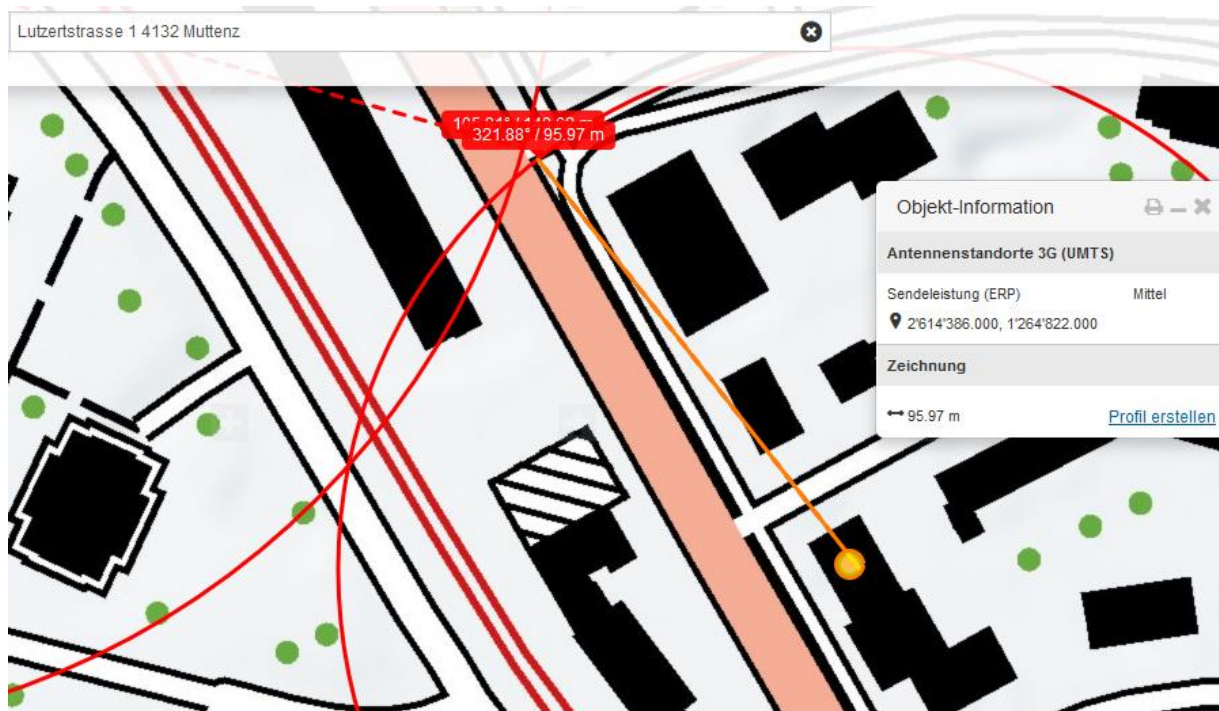 Lutzertstrasse 1 4132 Muttenz
321.88° / 95.97 m
Objekt-Information
Antennenstandorte 3G (UMTS)
Sendeleistung (ERP) Mittel
2'614'386.000, 1'264'822.000
Zeichnung
95.97 m Profil erstellen